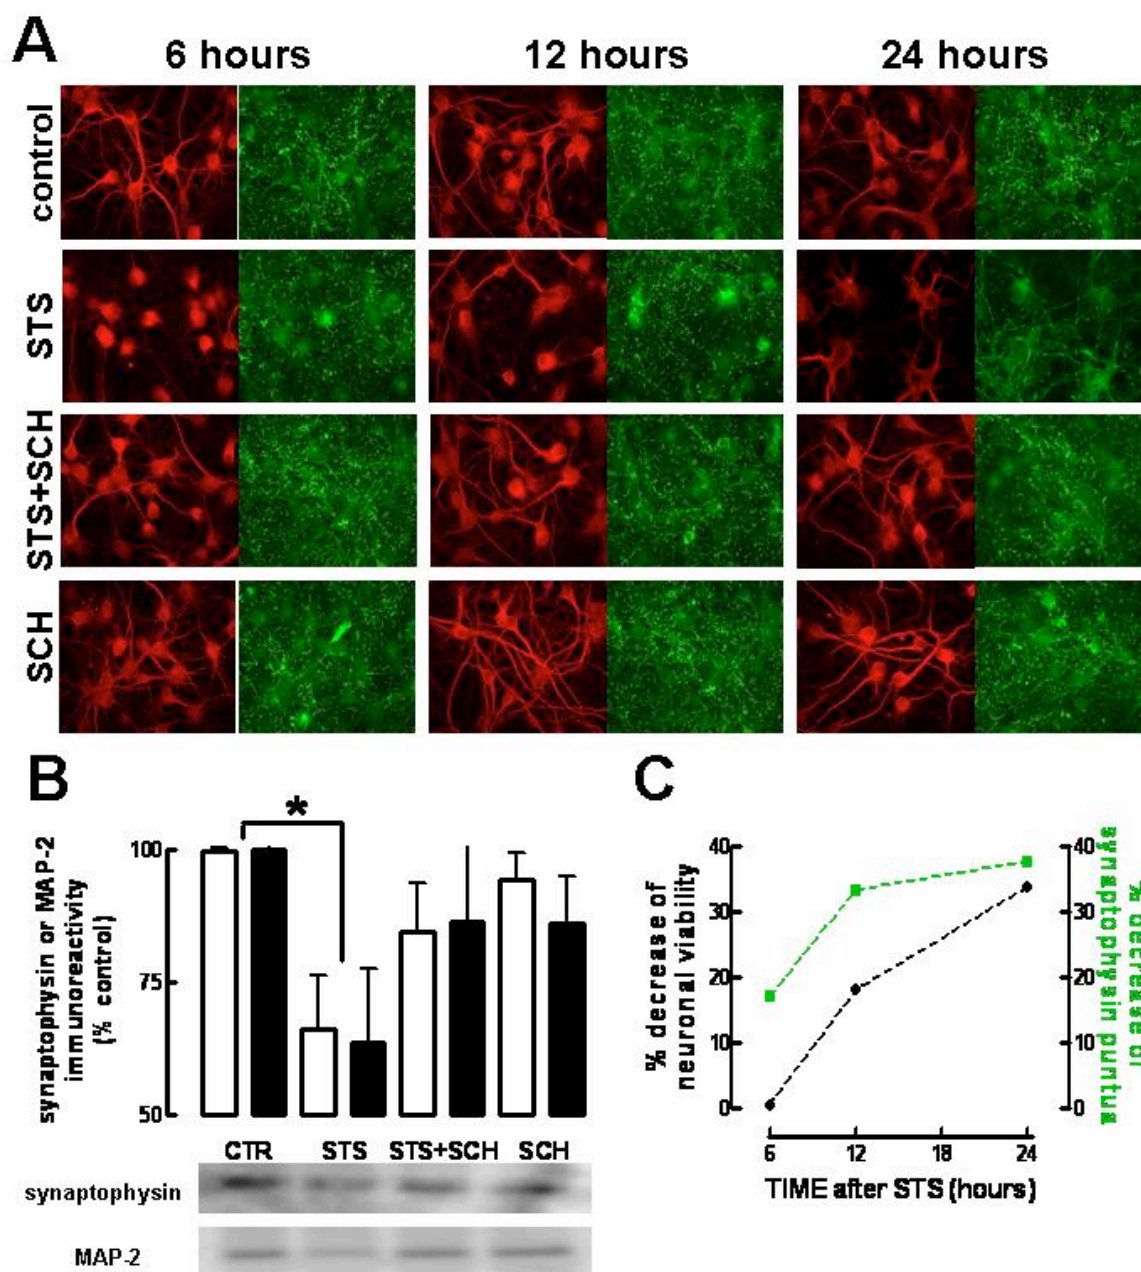 A
6 hours 12 hours 24 hours
control
STS
STS+SCH
SCH
B
synaptophysin or MAP-2
immunoreactivity
(% control)
*
100
75
50
CTR STS STS+SCH SCH
synaptophysin
MAP-2
C
% decrease of
neuronal viability
40
30
20
10
0
40
30
20
10
0
% decrease of
synaptophysin puntua
6 12 18 24
TIME after STS (hours)